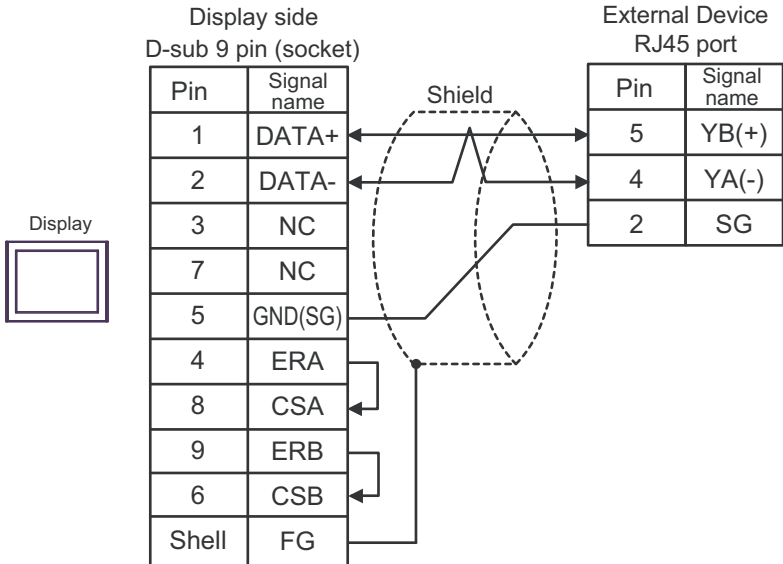 Display side
D-sub 9 pin (socket)
External Device
RJ45 port
Pin Signal name
1 DATA+
2 DATA-
3 NC
7 NC
5 GND(SG)
4 ERA
8 CSA
9 ERB
6 CSB
Shell FG
Shield
Pin Signal name
5 YB(+)
4 YA(-)
2 SG
Display